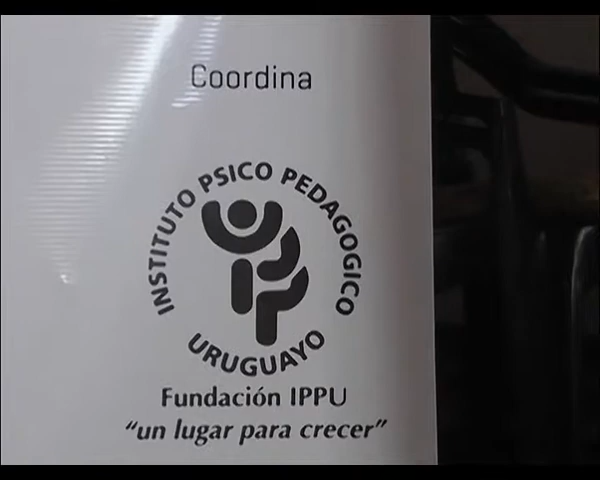 Coordina
INSTITUTO PSICO PEDAGOGICO
URUGUAYO
Fundación IPPU
“un lugar para crecer”